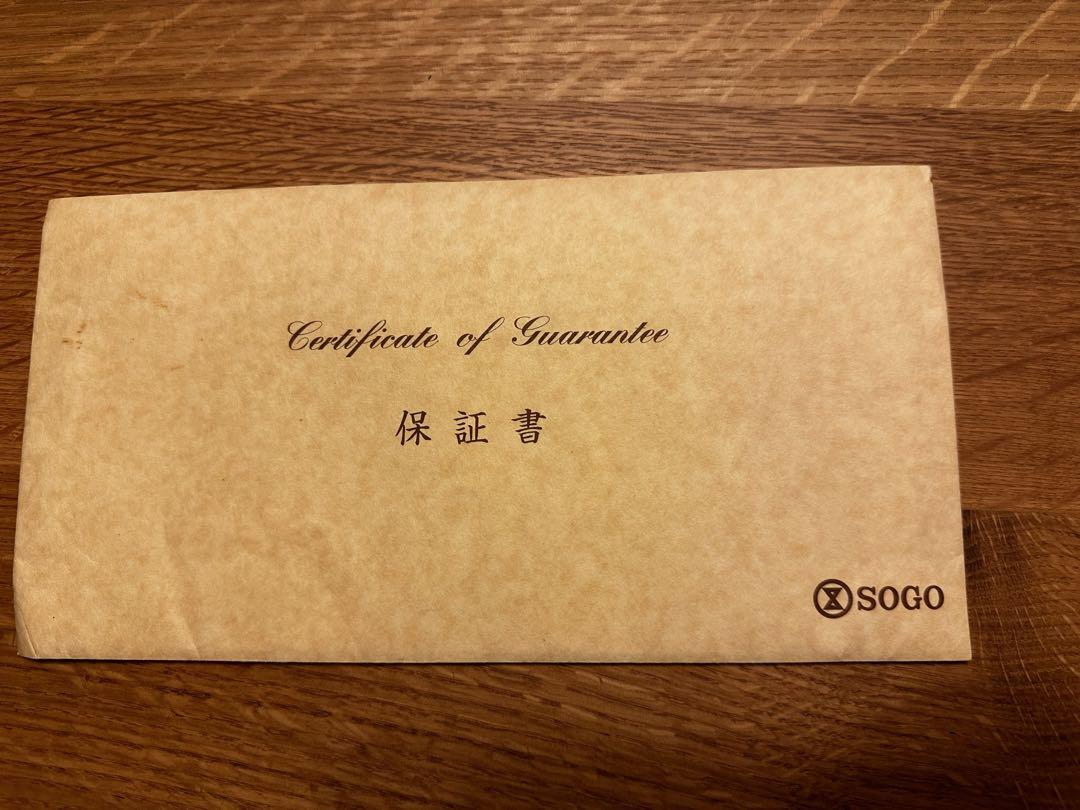 Certificate of Guarantee
保証書
SOGO